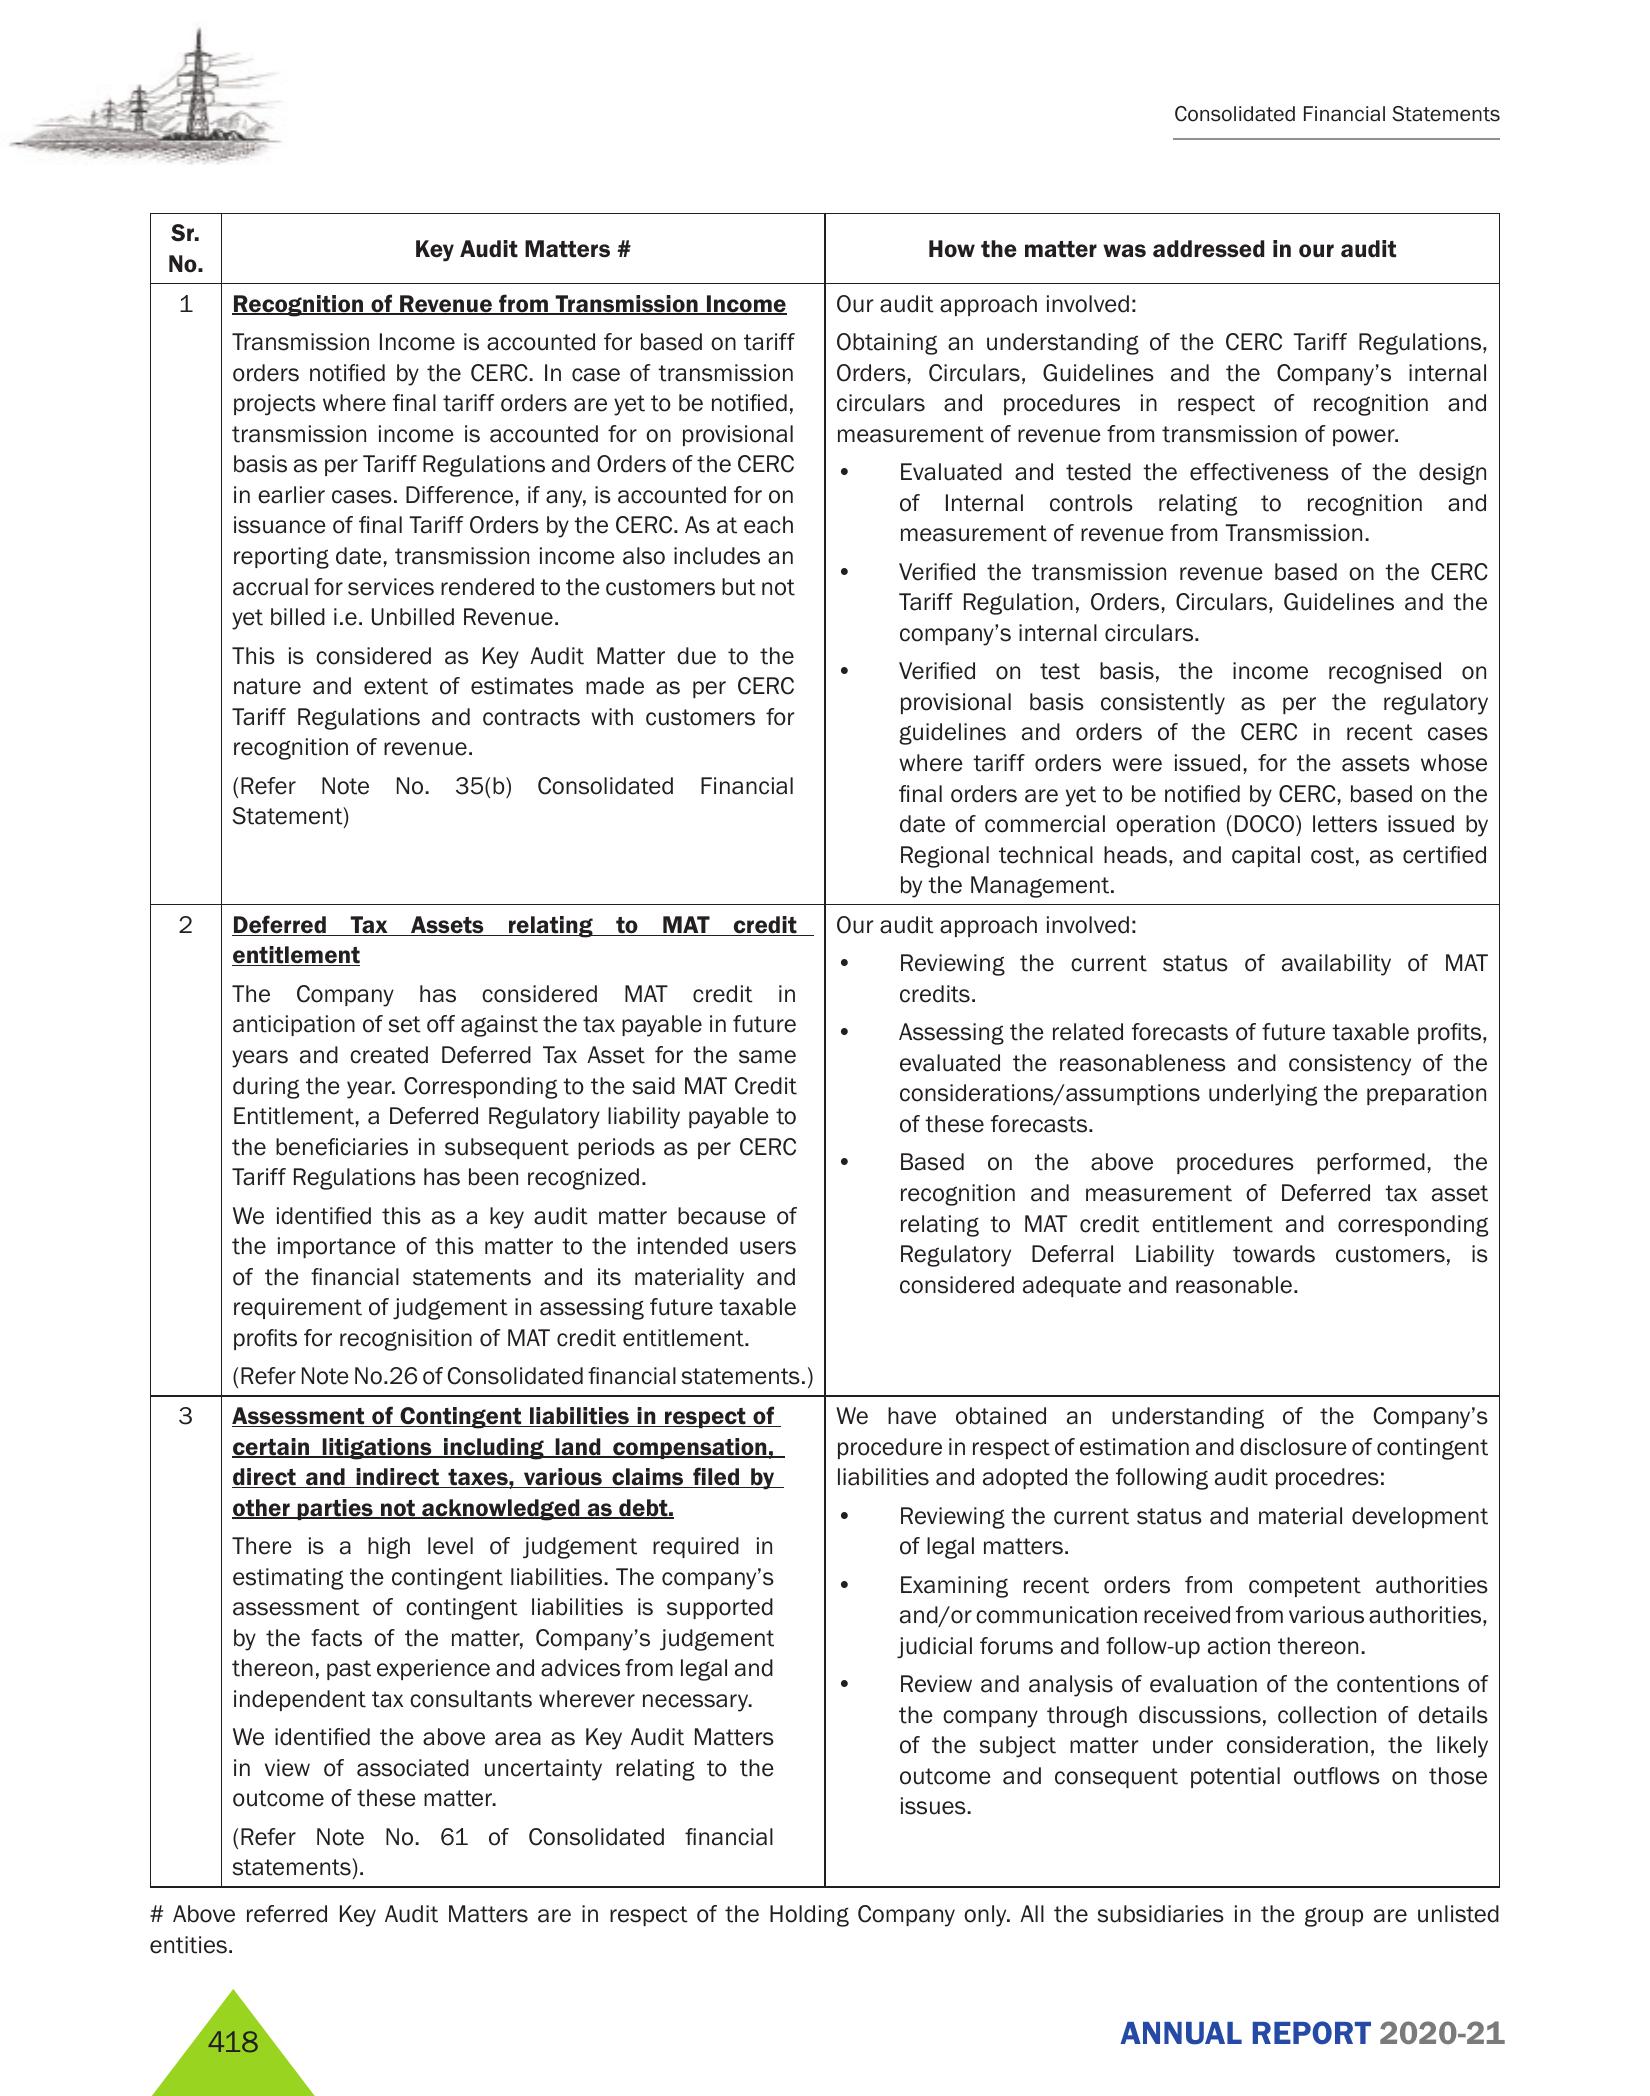 Consolidated Financial Statements
Sr.
No.
Key Audit Matters #
How the matter was addressed in our audit
1
Recognition of Revenue from Transmission Income
Transmission Income is accounted for based on tariff
orders notified by the CERC. In case of transmission
projects where final tariff orders are yet to be notified,
transmission income is accounted for on provisional
basis as per Tariff Regulations and Orders of the CERC
in earlier cases. Difference, if any, is accounted for on
issuance of final Tariff Orders by the CERC. As at each
reporting date, transmission income also includes an
accrual for services rendered to the customers but not
yet billed i.e. Unbilled Revenue.
This is considered as Key Audit Matter due to the
nature and extent of estimates made as per CERC
Tariff Regulations and contracts with customers for
recognition of revenue.
(Refer Note No. 35(b) Consolidated Financial
Statement)
Our audit approach involved:
Obtaining an understanding of the CERC Tariff Regulations,
Orders, Circulars, Guidelines and the Company’s internal
circulars and procedures in respect of recognition and
measurement of revenue from transmission of power.
• Evaluated and tested the effectiveness of the design
of Internal controls relating to recognition and
measurement of revenue from Transmission.
• Verified the transmission revenue based on the CERC
Tariff Regulation, Orders, Circulars, Guidelines and the
company’s internal circulars.
• Verified on test basis, the income recognised on
provisional basis consistently as per the regulatory
guidelines and orders of the CERC in recent cases
where tariff orders were issued, for the assets whose
final orders are yet to be notified by CERC, based on the
date of commercial operation (DOCO) letters issued by
Regional technical heads, and capital cost, as certified
by the Management.
2
Deferred Tax Assets relating to MAT credit
entitlement
The Company has considered MAT credit in
anticipation of set off against the tax payable in future
years and created Deferred Tax Asset for the same
during the year. Corresponding to the said MAT Credit
Entitlement, a Deferred Regulatory liability payable to
the beneficiaries in subsequent periods as per CERC
Tariff Regulations has been recognized.
We identified this as a key audit matter because of
the importance of this matter to the intended users
of the financial statements and its materiality and
requirement of judgement in assessing future taxable
profits for recognisition of MAT credit entitlement.
(Refer Note No.26 of Consolidated financial statements.)
Our audit approach involved:
• Reviewing the current status of availability of MAT
credits.
• Assessing the related forecasts of future taxable profits,
evaluated the reasonableness and consistency of the
considerations/assumptions underlying the preparation
of these forecasts.
• Based on the above procedures performed, the
recognition and measurement of Deferred tax asset
relating to MAT credit entitlement and corresponding
Regulatory Deferral Liability towards customers, is
considered adequate and reasonable.
3
Assessment of Contingent liabilities in respect of
certain litigations including land compensation,
direct and indirect taxes, various claims filed by
other parties not acknowledged as debt.
There is a high level of judgement required in
estimating the contingent liabilities. The company’s
assessment of contingent liabilities is supported
by the facts of the matter, Company’s judgement
thereon, past experience and advices from legal and
independent tax consultants wherever necessary.
We identified the above area as Key Audit Matters
in view of associated uncertainty relating to the
outcome of these matter.
(Refer Note No. 61 of Consolidated financial
statements).
We have obtained an understanding of the Company’s
procedure in respect of estimation and disclosure of contingent
liabilities and adopted the following audit procedres:
• Reviewing the current status and material development
of legal matters.
• Examining recent orders from competent authorities
and/or communication received from various authorities,
judicial forums and follow-up action thereon.
• Review and analysis of evaluation of the contentions of
the company through discussions, collection of details
of the subject matter under consideration, the likely
outcome and consequent potential outflows on those
issues.
# Above referred Key Audit Matters are in respect of the Holding Company only. All the subsidiaries in the group are unlisted
entities.
418
ANNUAL REPORT 2020-21